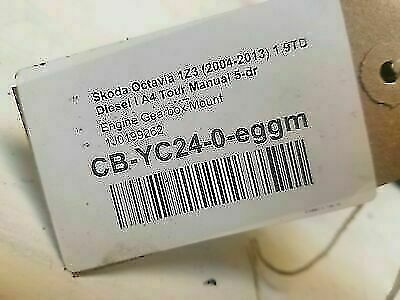 " Skoda Octavia 1Z3 (2004-2013) 1.9TD
Diesel | A4 Tour Manual 5-dr
" Engine Gearbox Mount
" 1J0199262
CB-YC24-0-eggm